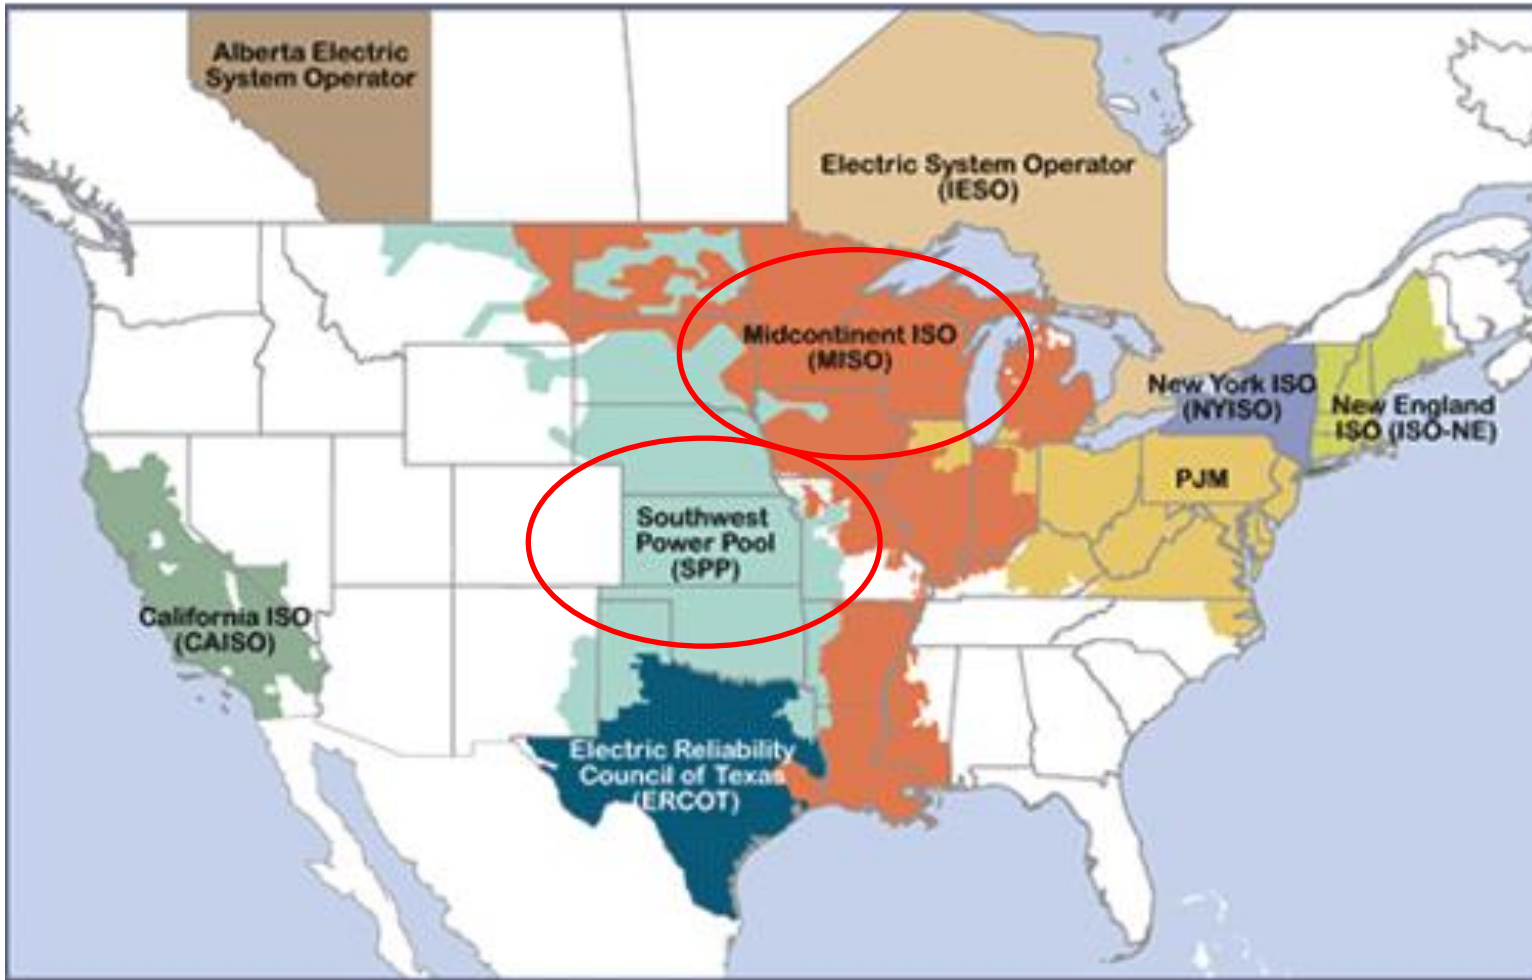 Alberta Electric
System Operator
Electric System Operator
(IESO)
Midcontinent ISO
(MISO)
New York ISO
(NYISO)
New England
ISO (ISO-NE)
PJM
Southwest
Power Pool
(SPP)
California ISO
(CAISO)
Electric Reliability
Council of Texas
(ERCOT)